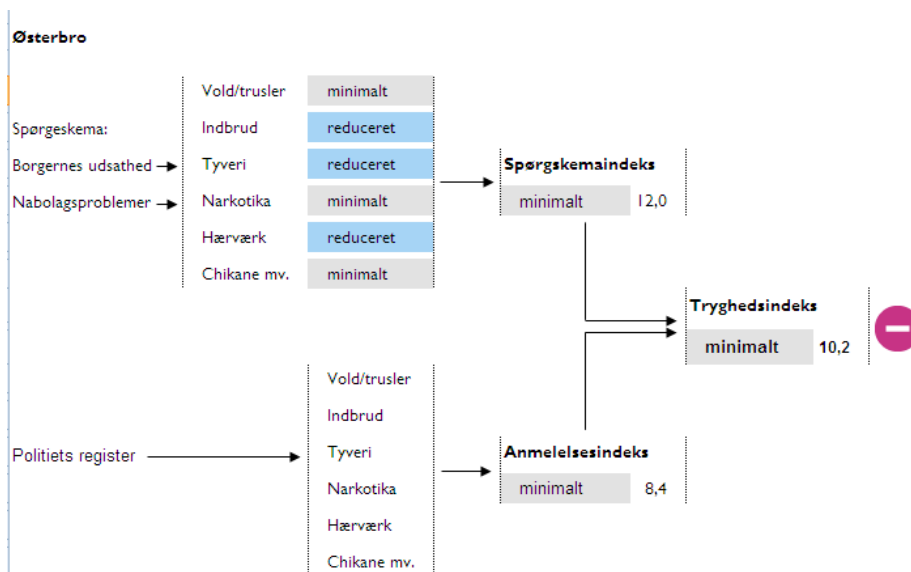 Østerbro
Vold/trusler minimalt
Spørgeskema: Indbrud reduceret
Borgernes udsathed Tyveri reduceret
Spørgskemaindeks
Nabolagsproblemer Narkotika minimalt
minimalt 12,0
Hærværk reduceret
Chikane mv. minimalt
Tryghedsindeks
minimalt 10,2
Vold/trusler
Indbrud
Politiets register Tyveri
Anmelelsesindeks
Narkotika
minimalt 8,4
Hærværk
Chikane mv.